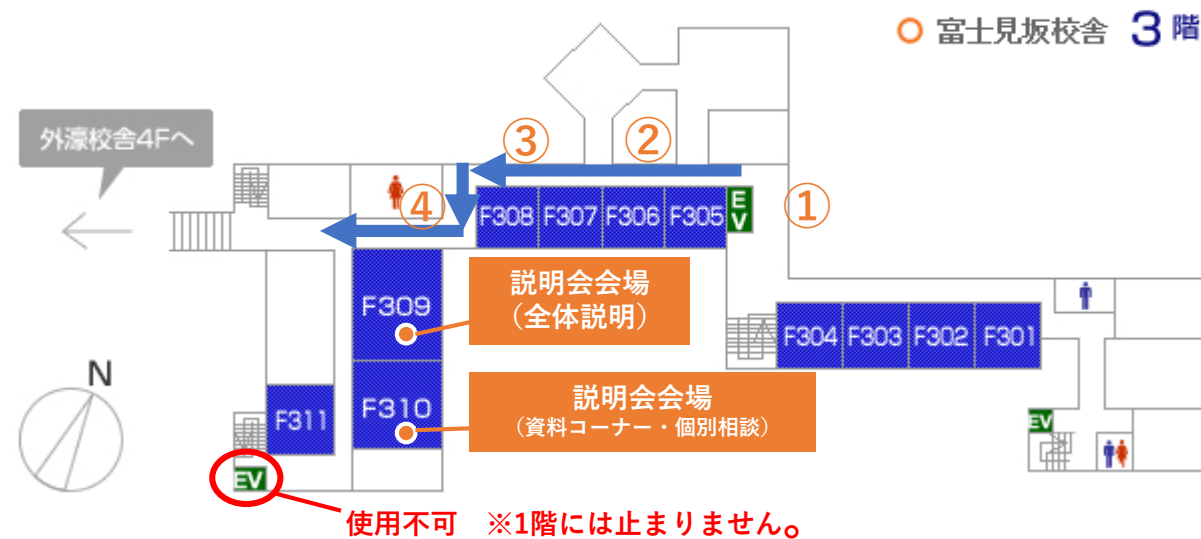 富士見坂校舎 3階
外濠校舎4Fへ
③
②
①
④
F308 F307 F306 F305
EV
説明会会場
（全体説明）
F309
F304 F303 F302 F301
N
説明会会場
（資料コーナー・個別相談）
F310
F311
EV
EV
使用不可 ※1階には止まりません。